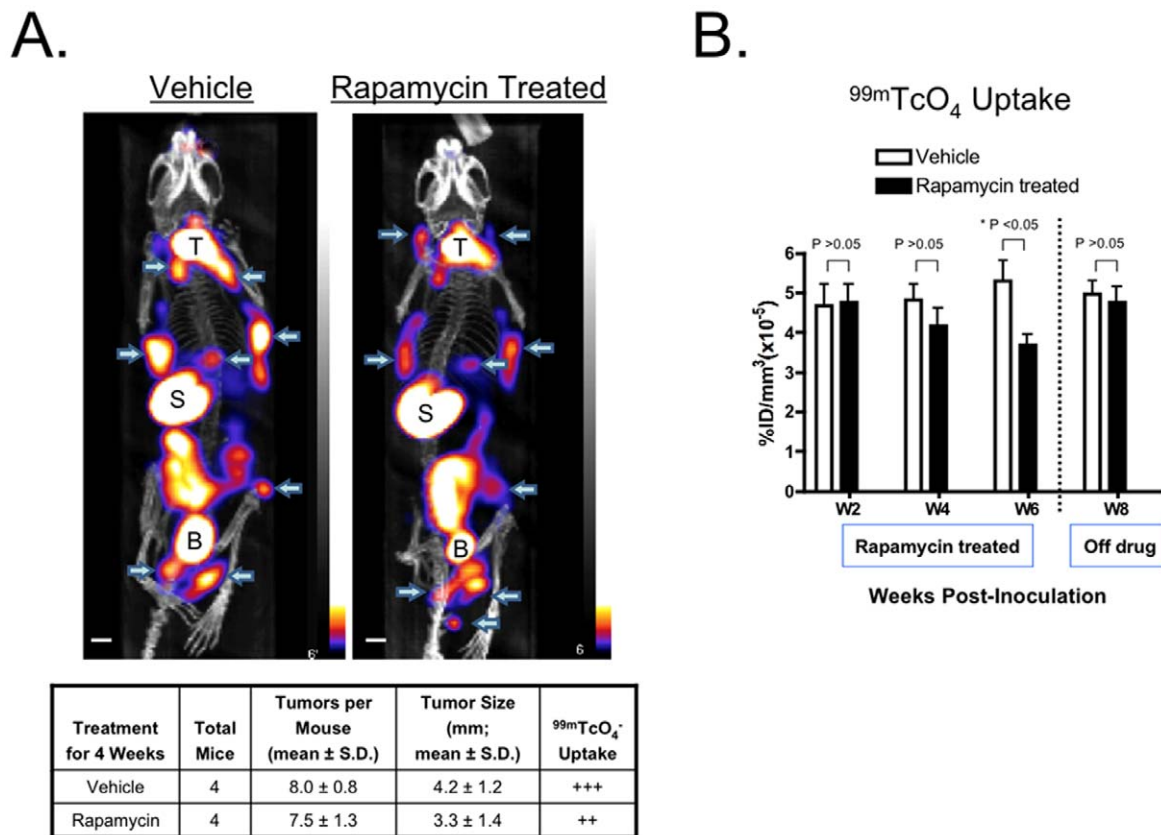 A.
Vehicle
Rapamycin Treated
T
T
S
S
B
B
6'
6
Treatment for 4 Weeks	Total Mice	Tumors per Mouse (mean ± S.D.)	Tumor Size (mm; mean ± S.D.)	99mTcO4- Uptake
Vehicle	4	8.0 ± 0.8	4.2 ± 1.2	+++
Rapamycin	4	7.5 ± 1.3	3.3 ± 1.4	++
B.
99mTcO4 Uptake
Vehicle
Rapamycin treated
P >0.05
P >0.05
* P <0.05
P >0.05
%ID/mm3(x10-5)
6
5
4
3
2
1
0
W2
W4
W6
W8
Rapamycin treated
Off drug
Weeks Post-Inoculation